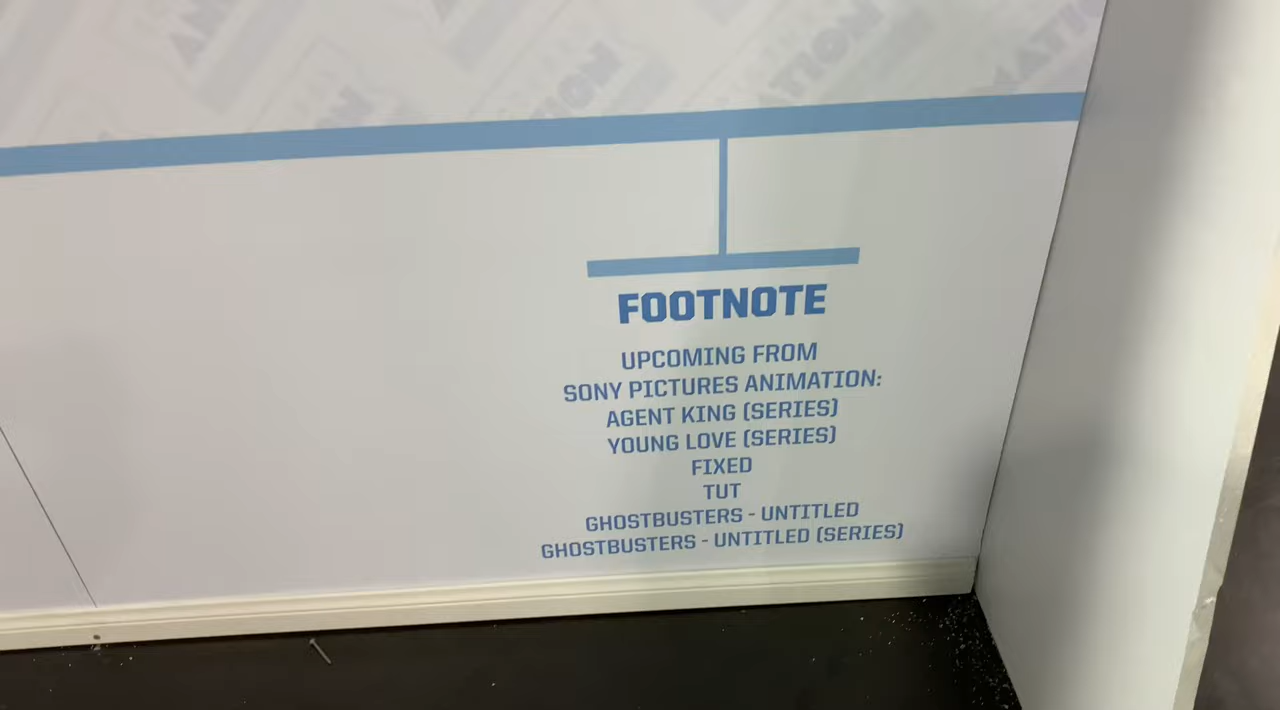 FOOTNOTE
UPCOMING FROM
SONY PICTURES ANIMATION:
AGENT KING (SERIES)
YOUNG LOVE (SERIES)
FIXED
TUT
GHOSTBUSTERS - UNTITLED
GHOSTBUSTERS - UNTITLED (SERIES)